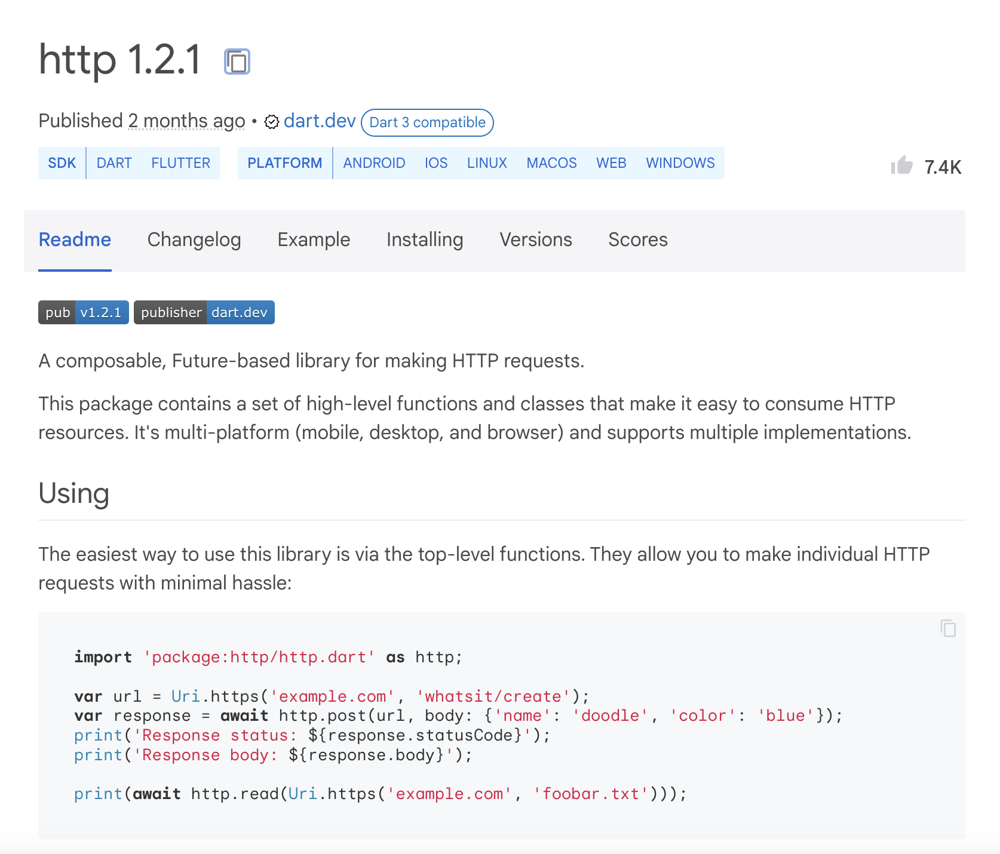 http 1.2.1
Published 2 months ago • dart.dev Dart 3 compatible
SDK DART FLUTTER PLATFORM ANDROID IOS LINUX MACOS WEB WINDOWS 7.4K
Readme Changelog Example Installing Versions Scores
pub v1.2.1 publisher dart.dev
A composable, Future-based library for making HTTP requests.
This package contains a set of high-level functions and classes that make it easy to consume HTTP
resources. It's multi-platform (mobile, desktop, and browser) and supports multiple implementations.
Using
The easiest way to use this library is via the top-level functions. They allow you to make individual HTTP
requests with minimal hassle:
import 'package:http/http.dart' as http;
var url = Uri.https('example.com', 'whatsit/create');
var response = await http.post(url, body: {'name': 'doodle', 'color': 'blue'});
print('Response status: ${response.statusCode}');
print('Response body: ${response.body}');
print(await http.read(Uri.https('example.com', 'foobar.txt')));